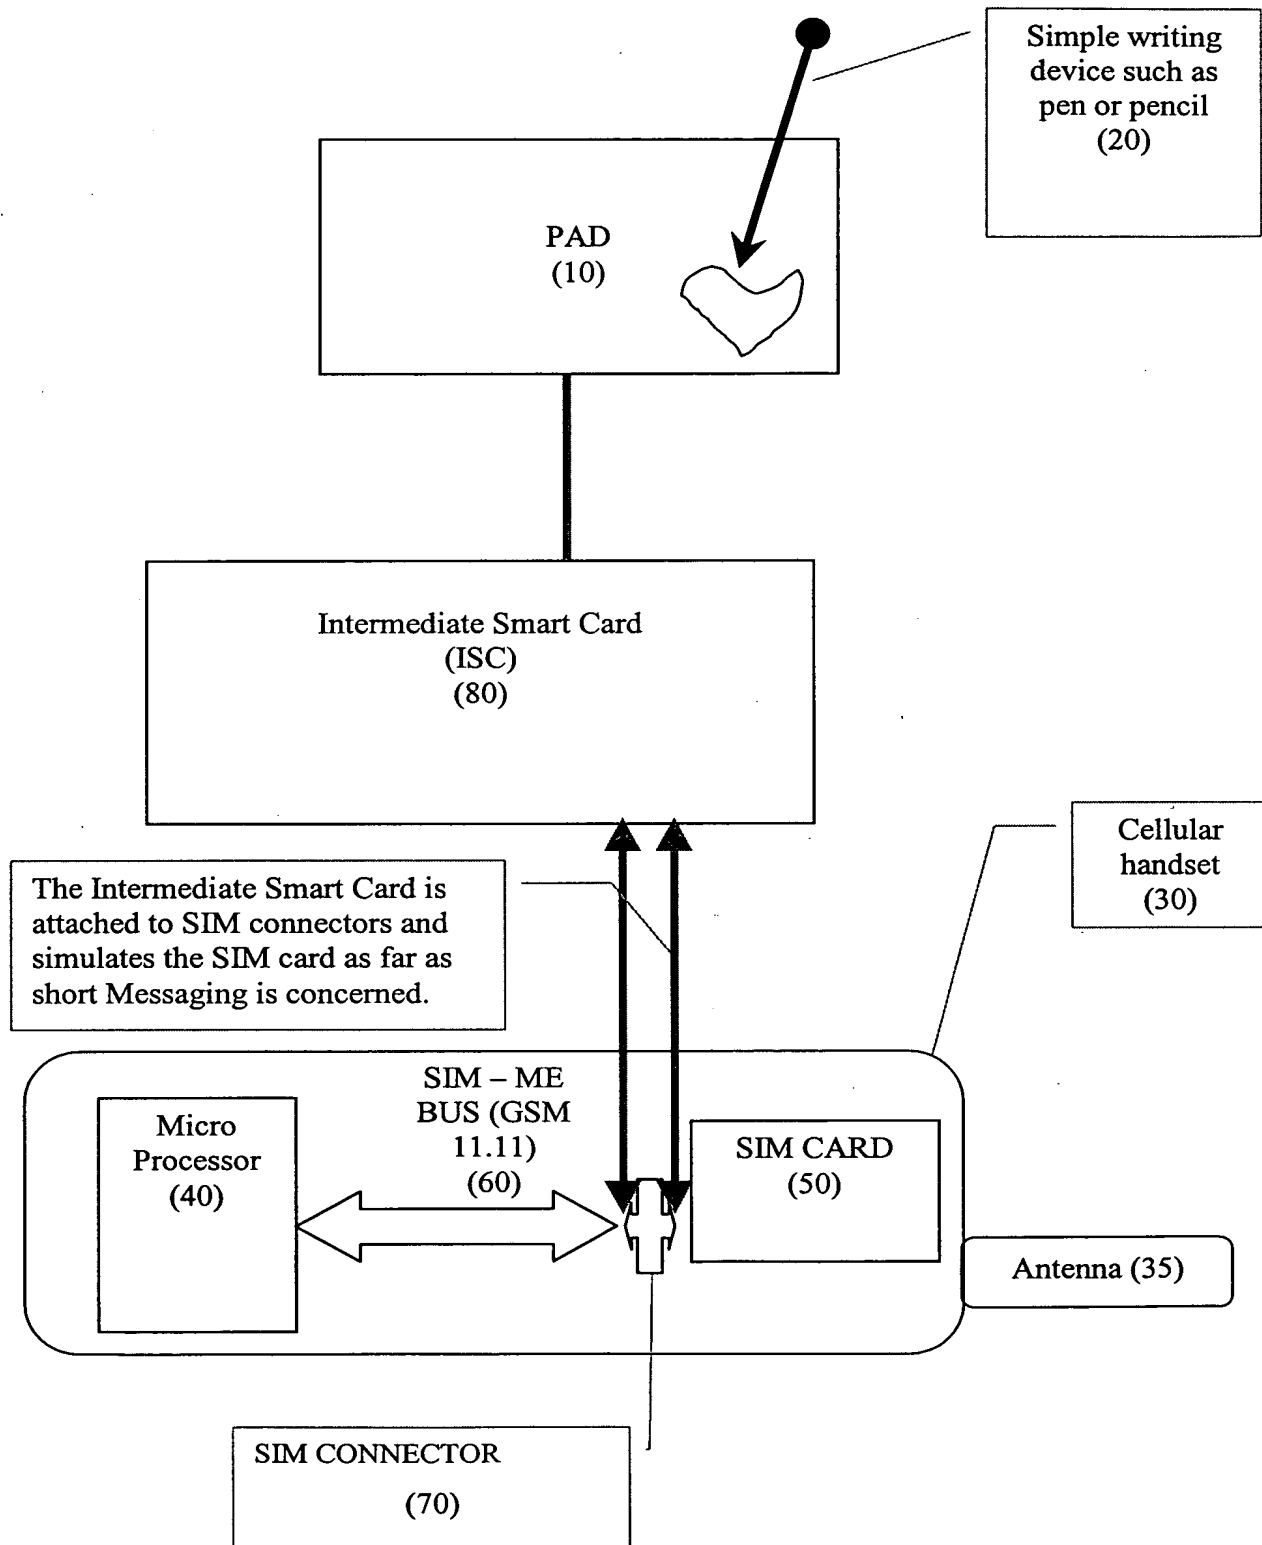 Simple writing
device such as
pen or pencil
(20)
PAD
(10)
Intermediate Smart Card
(ISC)
(80)
Cellular
handset
(30)
The Intermediate Smart Card is
attached to SIM connectors and
simulates the SIM card as far as
short Messaging is concerned.
SIM – ME
BUS (GSM
11.11)
(60)
Micro
Processor
(40)
SIM CARD
(50)
Antenna (35)
SIM CONNECTOR
(70)